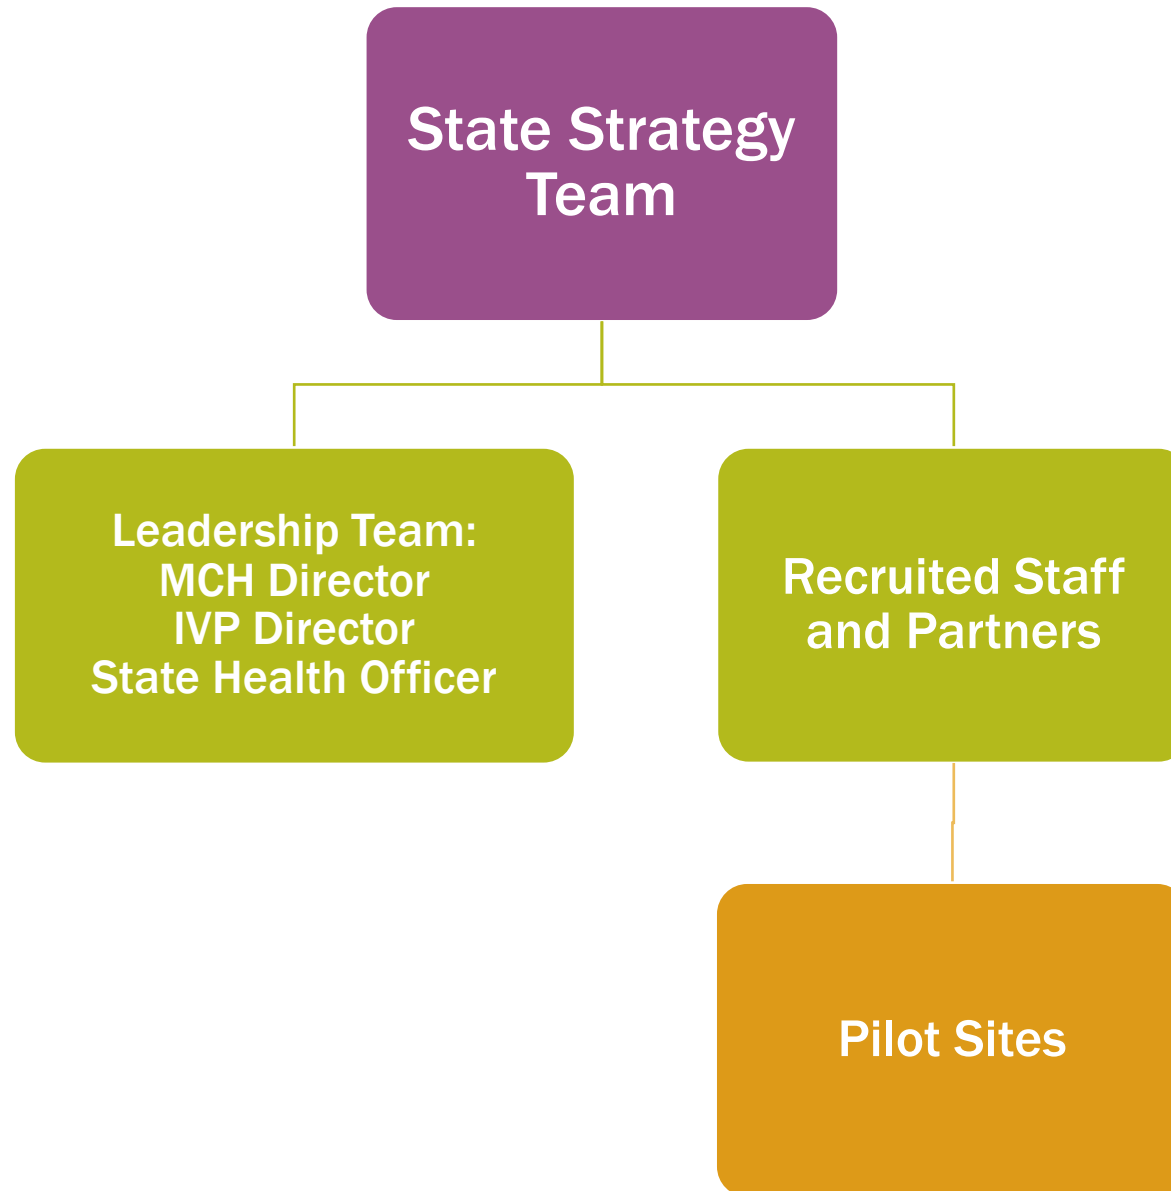 State Strategy
Team
Leadership Team:
MCH Director
IVP Director
State Health Officer
Recruited Staff
and Partners
Pilot Sites